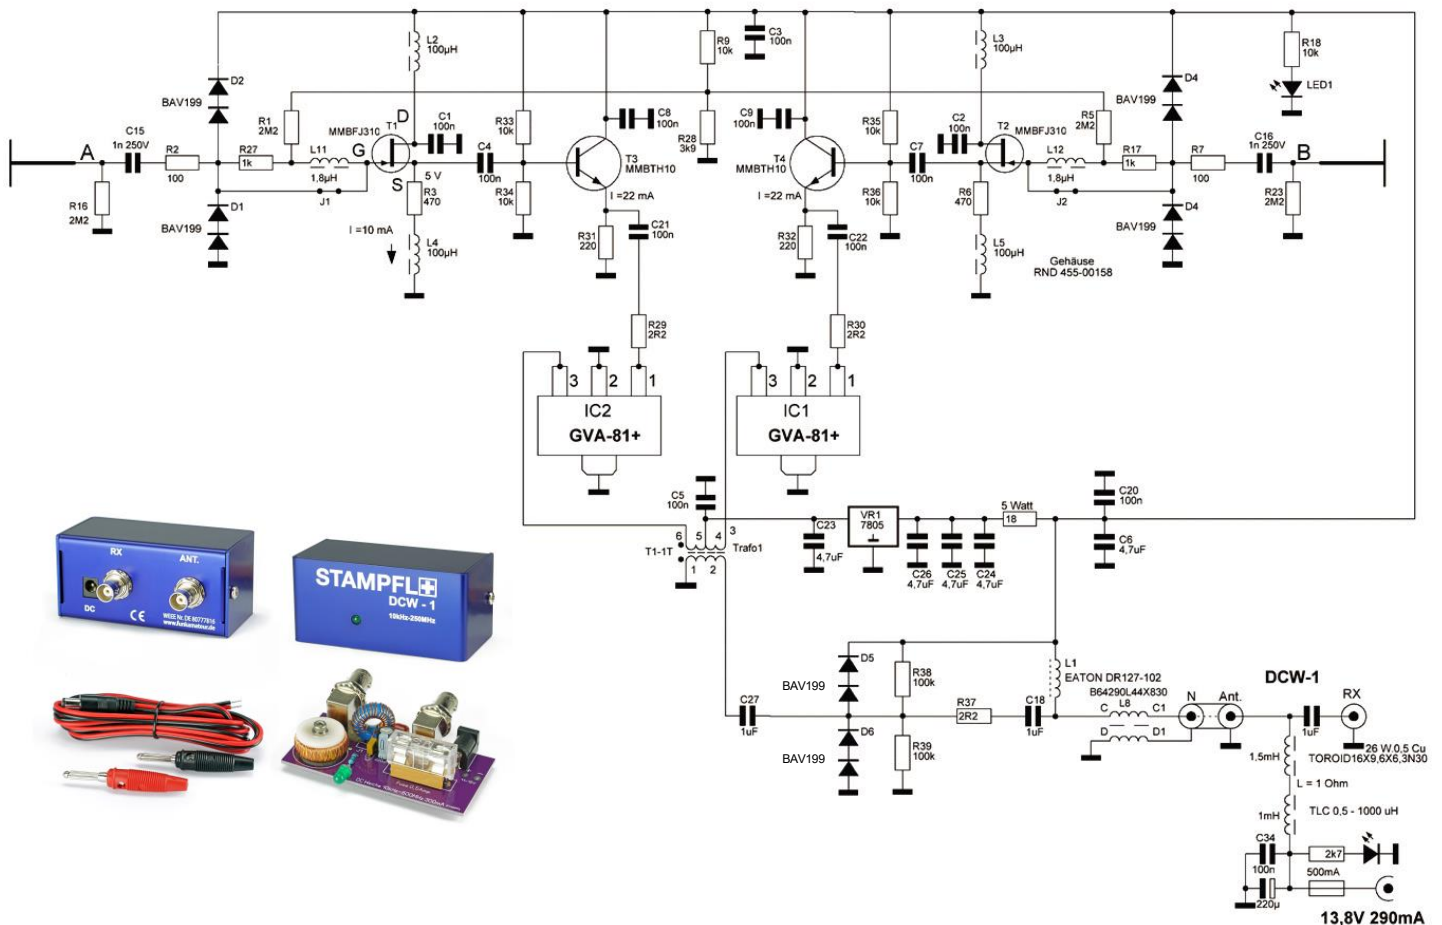 D2
BAV199
C15
1n 250V
A
R2
100
R16
2M2
R27
1k
R1
2M2
L11
1,8µH
J1
D1
BAV199
L2
100µH
D
MMBFJ310
T1
G
S
5 V
R3
470
I =10 mA
L4
100µH
C1
100n
C4
100n
R33
10k
R34
10k
T3
MMBTH10
I =22 mA
C8
100n
R31
220
C21
100n
R29
2R2
R9
10k
C3
100n
R28
3k9
C9
100n
T4
MMBTH10
I =22 mA
R32
220
C22
100n
R30
2R2
R35
10k
R36
10k
C7
100n
L3
100µH
C2
100n
T2
MMBFJ310
R6
470
L5
100µH
L12
1,8µH
J2
R5
2M2
R17
1k
D4
BAV199
R7
100
C16
1n 250V
B
R23
2M2
D4
BAV199
R18
10k
LED1
Gehäuse
RND 455-00158
3
2
1
IC2
GVA-81+
3
2
1
IC1
GVA-81+
C5
100n
6
5
4
3
T1-1T
Trafo1
1
2
C23
4,7uF
VR1
7805
C26
4,7uF
C25
4,7uF
C24
4,7uF
5 Watt
18
C20
100n
C6
4,7uF
D5
BAV199
R38
100k
C27
1uF
D6
BAV199
R39
100k
R37
2R2
C18
1uF
L1
EATON DR127-102
B64290L44X830
C
L8
C1
D
D1
N
Ant.
DCW-1
RX
1uF
1.5mH
26 W.0,5 Cu
TOROID16X9,6X6,3N30
L = 1 Ohm
1mH
TLC 0,5 - 1000 uH
C34
100n
2k7
500mA
220µ
13,8V 290mA
RX
ANT.
DC
CE
WEEE Nr. DE 80777816
www.funkamateur.de
STAMPFL
DCW - 1
10kHz-250MHz